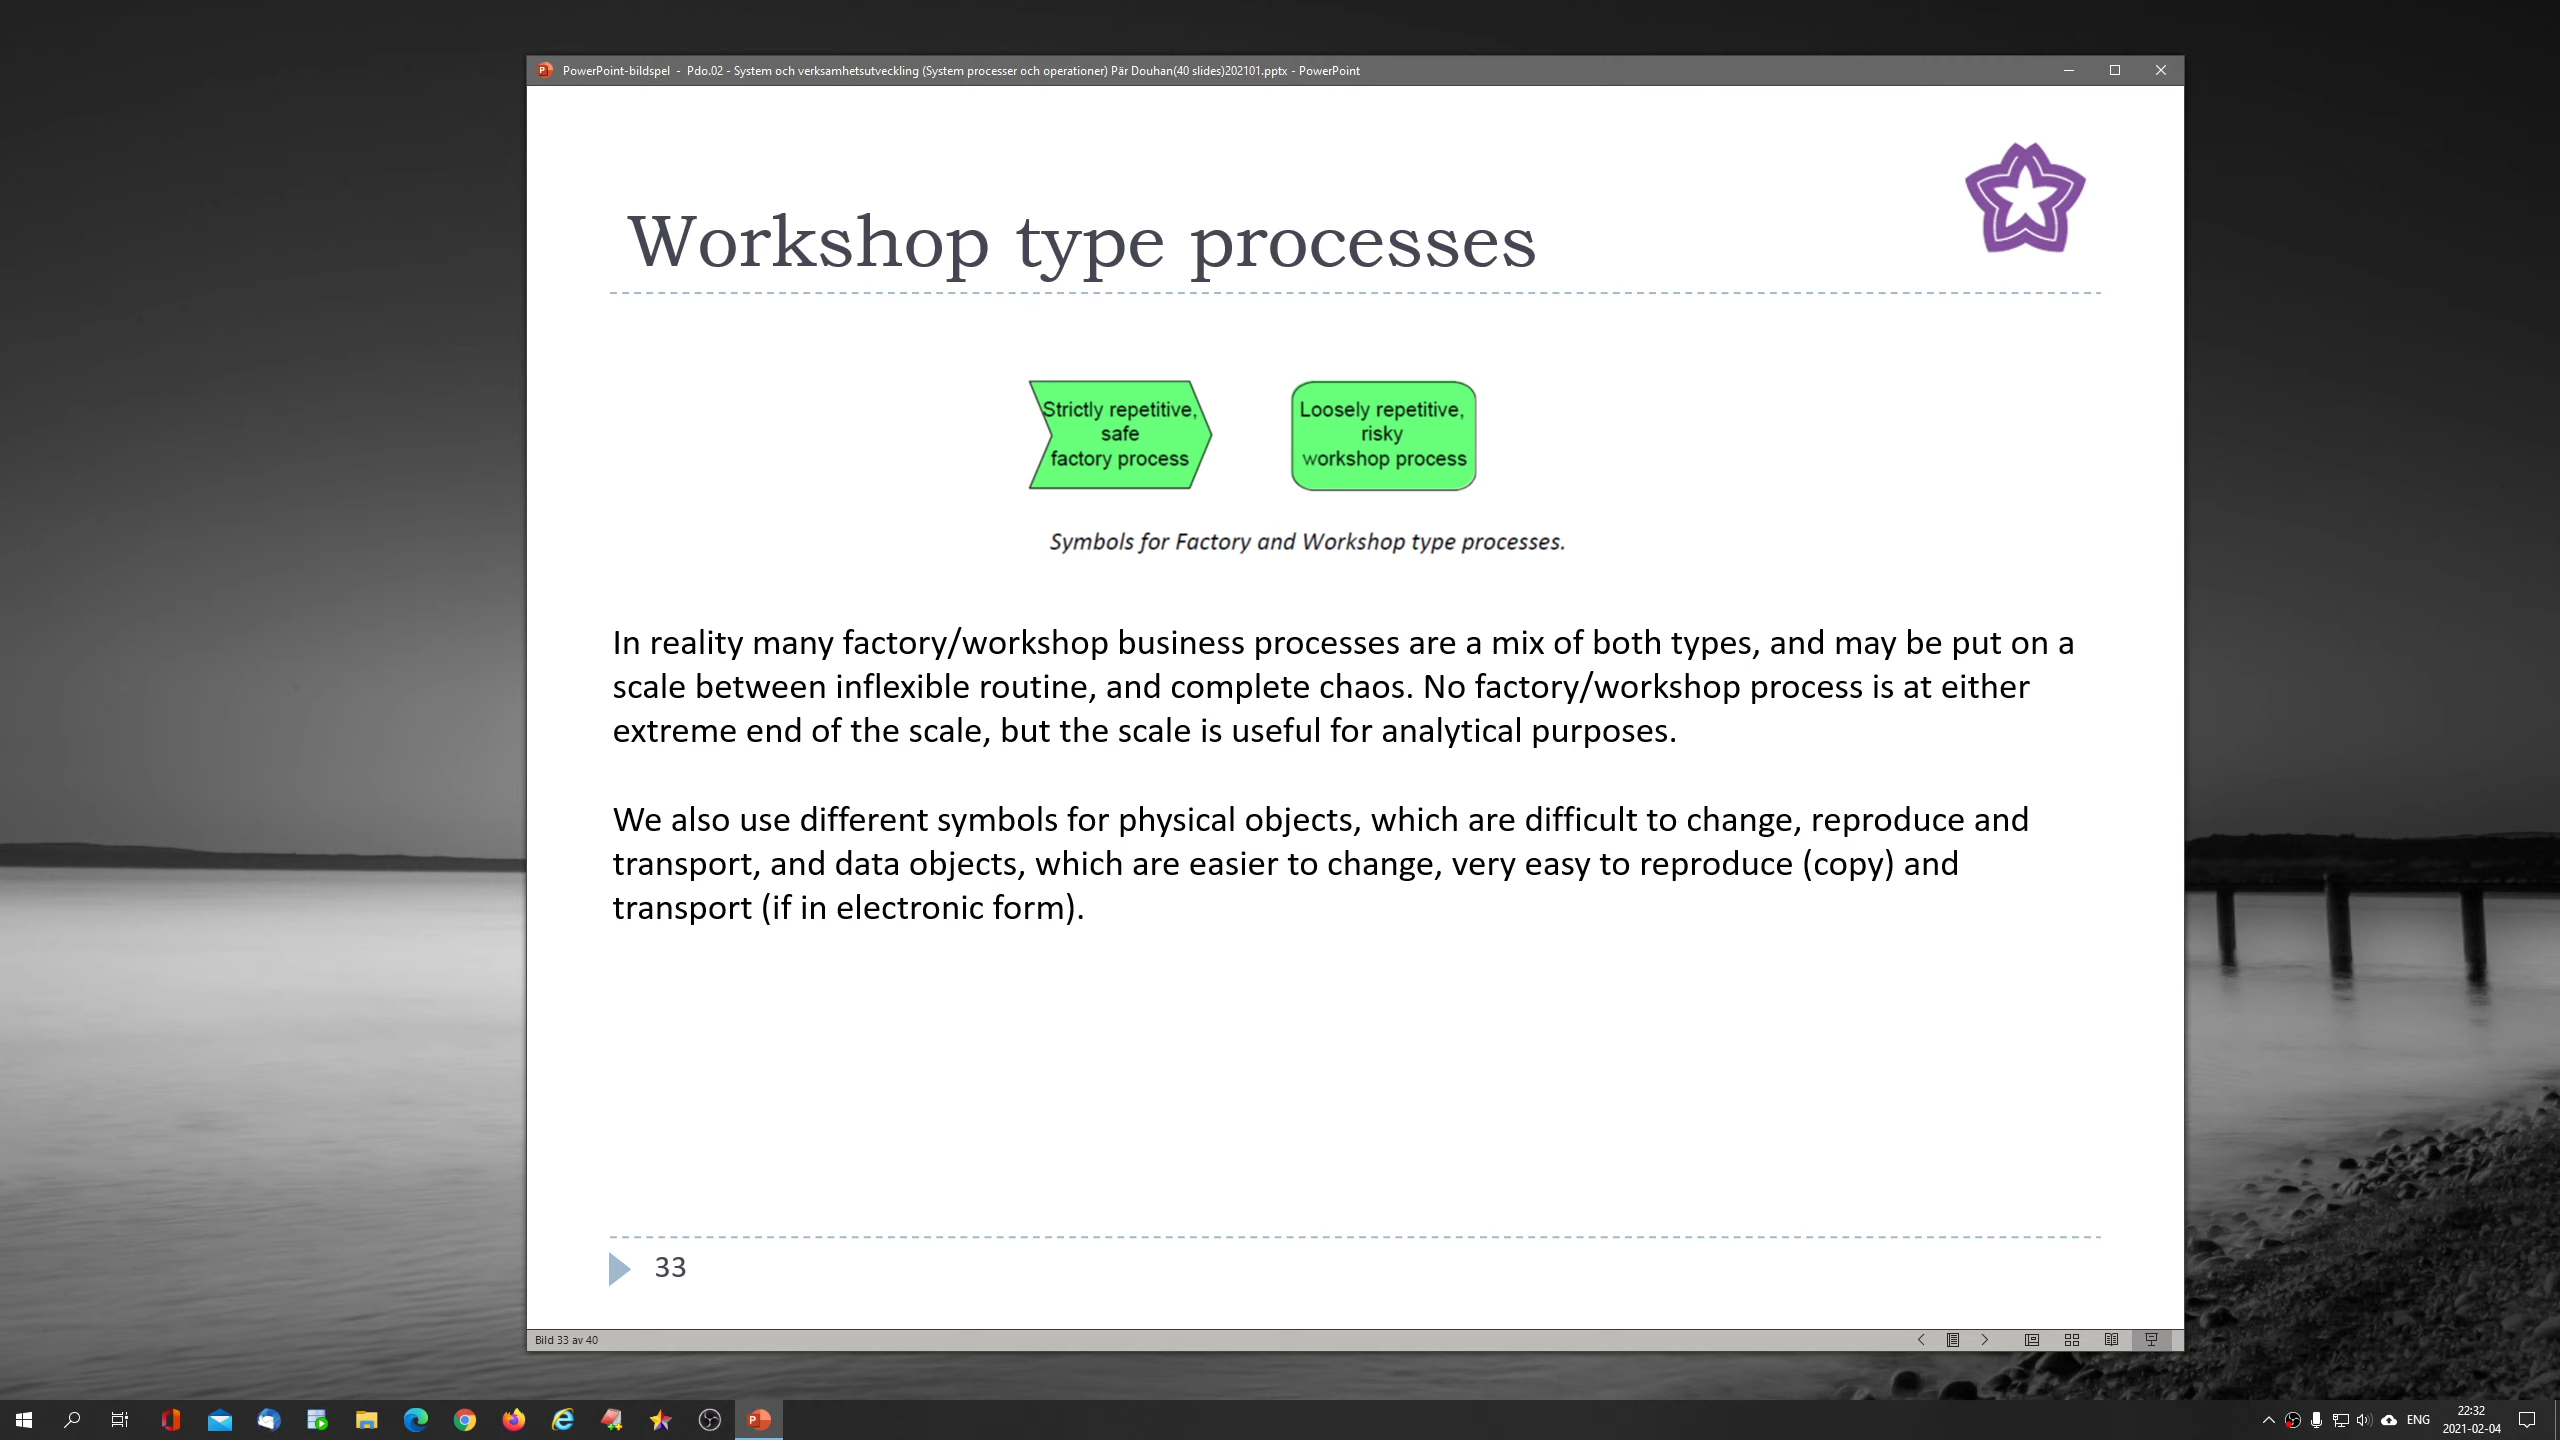 PowerPoint-bildspel - Pdo.02 - System och verksamhetsutveckling (System processer och operationer) Pär Douhan(40 slides)202101.pptx - PowerPoint
Workshop type processes
Strictly repetitive,
safe
factory process
Loosely repetitive,
risky
workshop process
Symbols for Factory and Workshop type processes.
In reality many factory/workshop business processes are a mix of both types, and may be put on a
scale between inflexible routine, and complete chaos. No factory/workshop process is at either
extreme end of the scale, but the scale is useful for analytical purposes.
We also use different symbols for physical objects, which are difficult to change, reproduce and
transport, and data objects, which are easier to change, very easy to reproduce (copy) and
transport (if in electronic form).
33
Bild 33 av 40
ENG
22:32
2021-02-04